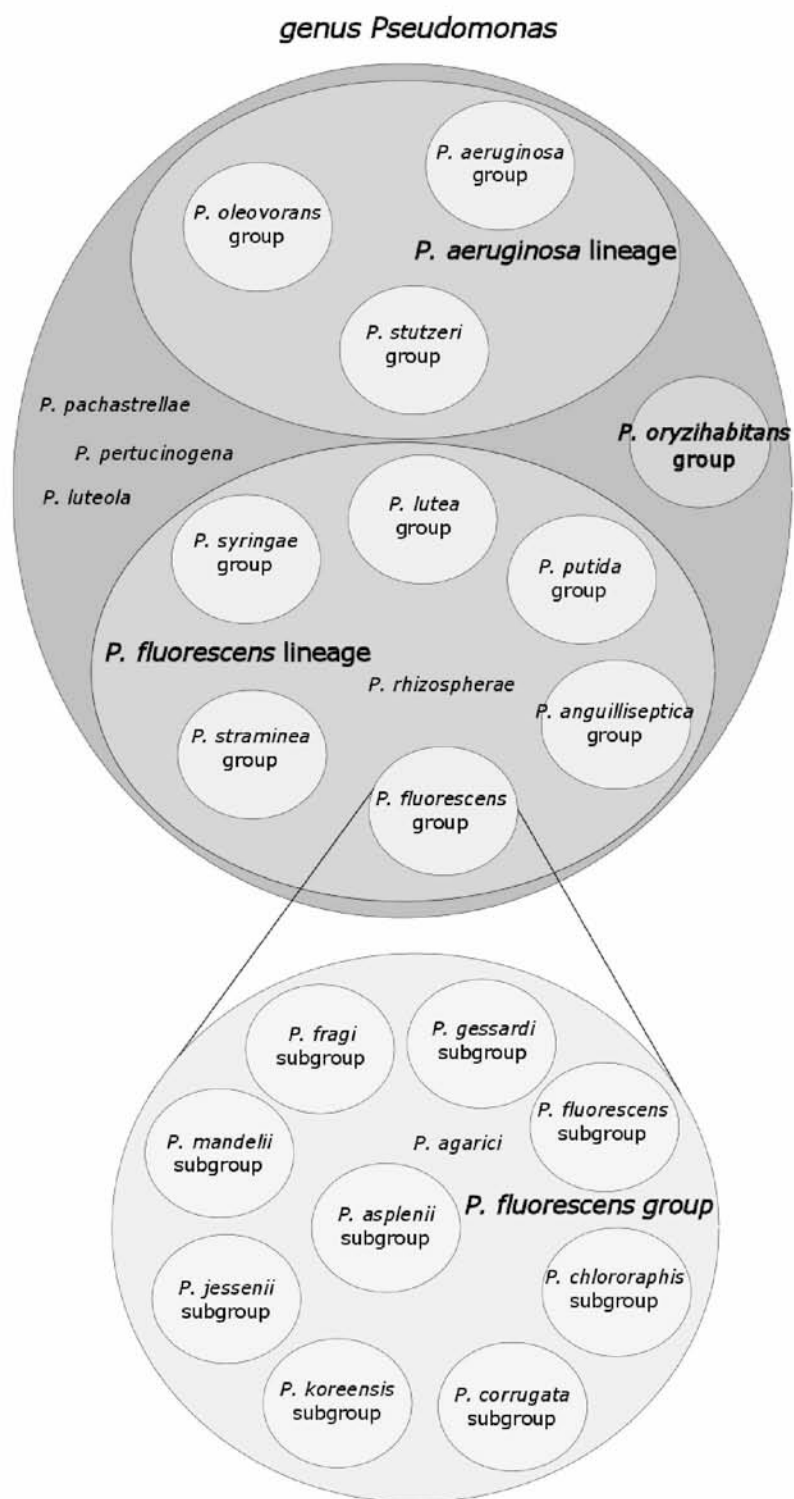 genus Pseudomonas
P. aeruginosa
group
P. oleovorans
group
P. aeruginosa lineage
P. stutzeri
group
P. pachastrellae
P. oryzihabitans
group
P. pertucinogena
P. luteola
P. lutea
group
P. syringae
group
P. putida
group
P. fluorescens lineage
P. rhizospherae
P. anguilliseptica
group
P. straminea
group
P. fluorescens
group
P. fragi
subgroup
P. gessardi
subgroup
P. fluorescens
subgroup
P. mandelii
subgroup
P. agarici
P. asplenii
subgroup
P. fluorescens group
P. jessenii
subgroup
P. chlororaphis
subgroup
P. koreensis
subgroup
P. corrugata
subgroup